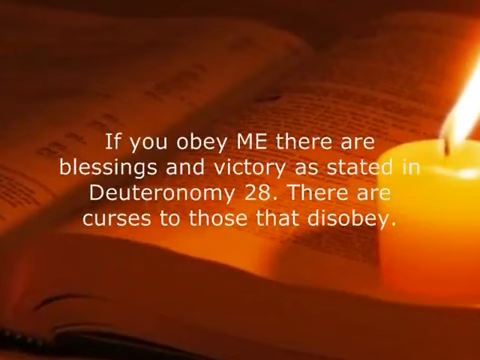 If you obey ME there are
blessings and victory as stated in
Deuteronomy 28. There are
curses to those that disobey.